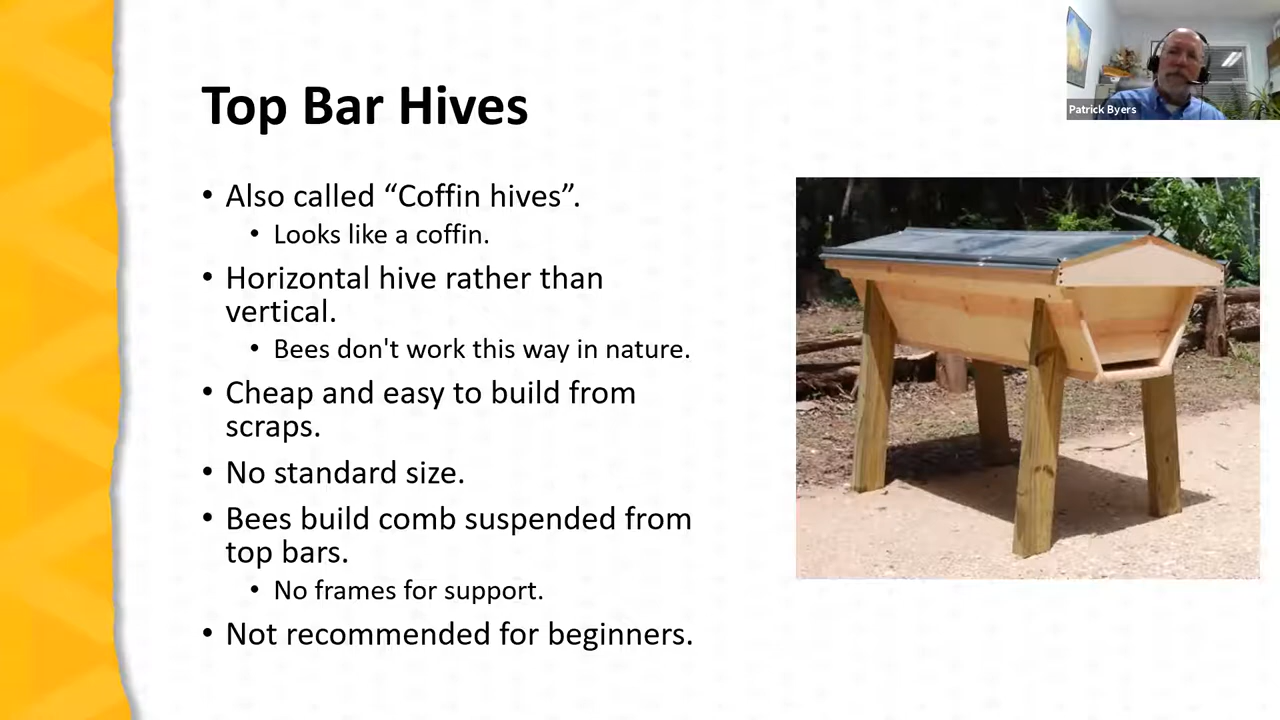 Patrick Byers
Top Bar Hives
• Also called “Coffin hives”.
• Looks like a coffin.
• Horizontal hive rather than
vertical.
• Bees don't work this way in nature.
• Cheap and easy to build from
scraps.
• No standard size.
• Bees build comb suspended from
top bars.
• No frames for support.
• Not recommended for beginners.